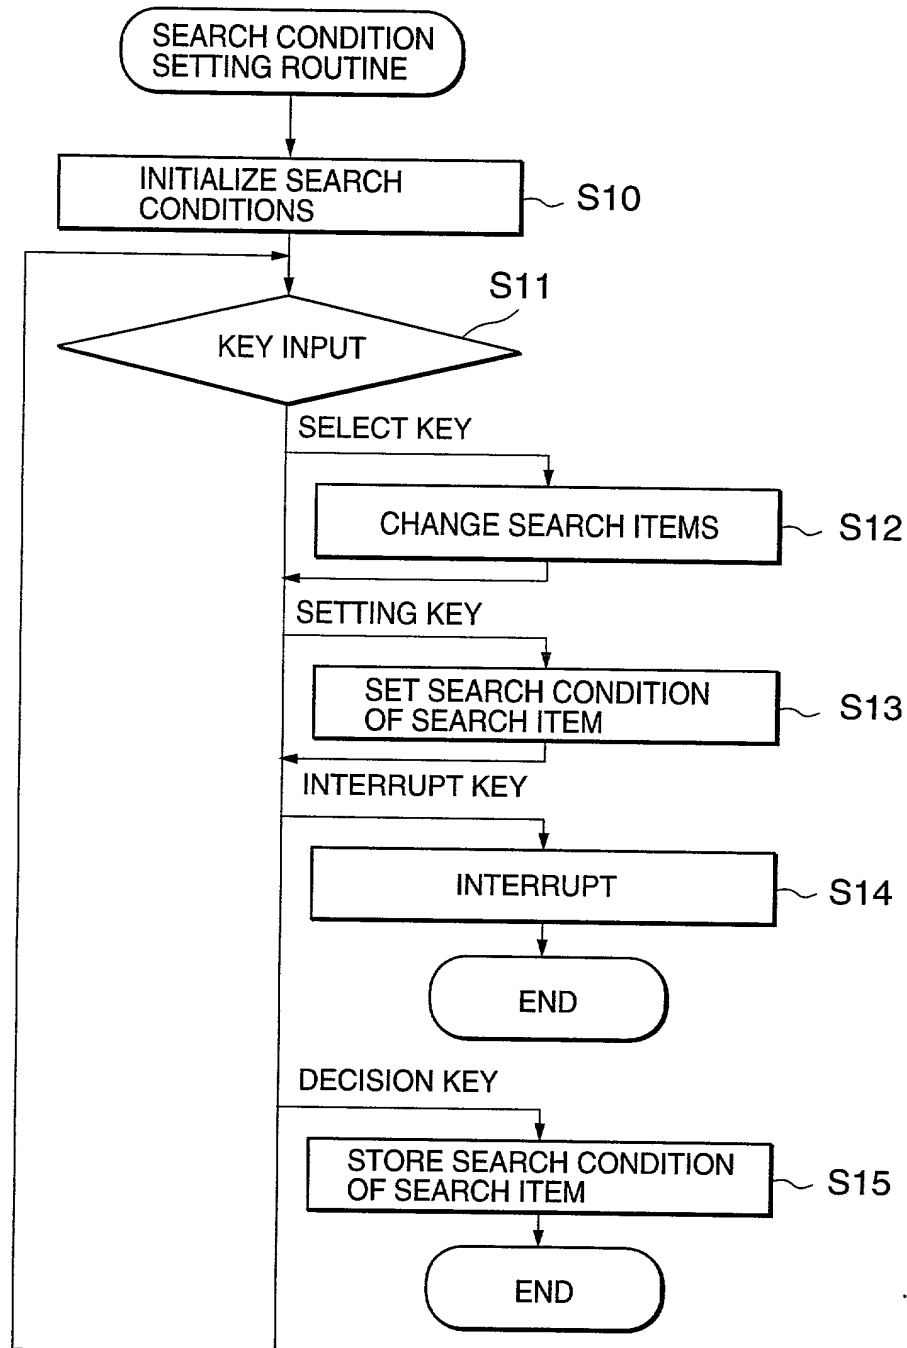 SEARCH CONDITION
SETTING ROUTINE
INITIALIZE SEARCH
CONDITIONS
S10
S11
KEY INPUT
SELECT KEY
CHANGE SEARCH ITEMS
S12
SETTING KEY
SET SEARCH CONDITION
OF SEARCH ITEM
S13
INTERRUPT KEY
INTERRUPT
S14
END
DECISION KEY
STORE SEARCH CONDITION
OF SEARCH ITEM
S15
END